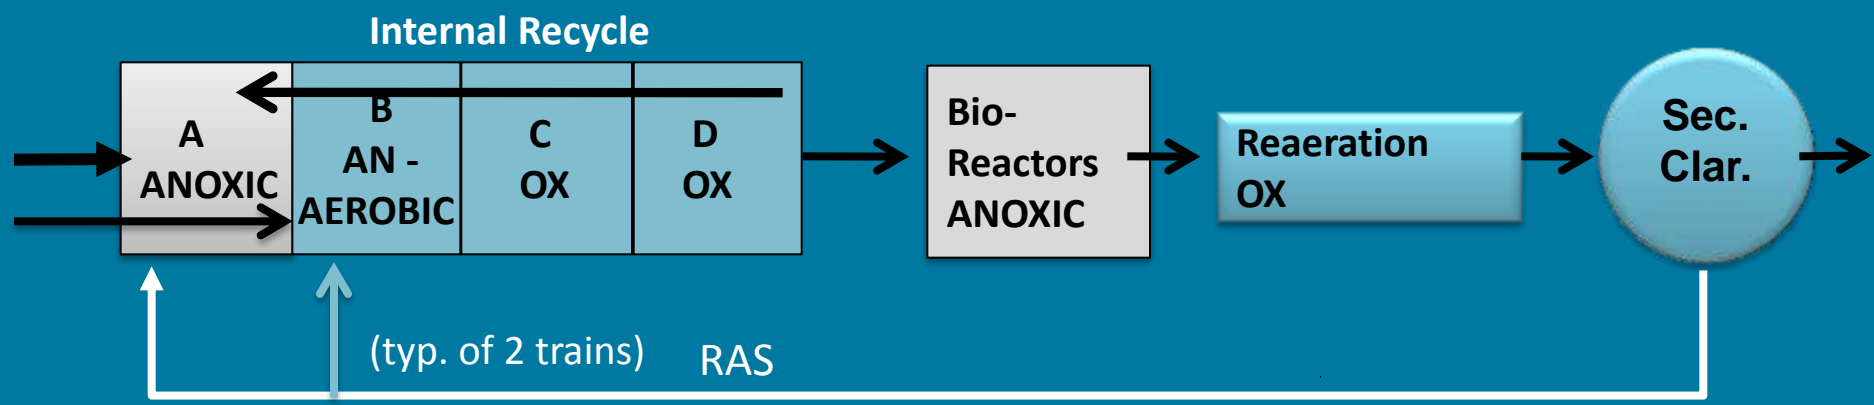 Internal Recycle
A
ANOXIC
B
AN -
AEROBIC
C
OX
D
OX
Bio-
Reactors
ANOXIC
Reaeration
OX
Sec.
Clar.
(typ. of 2 trains)
RAS